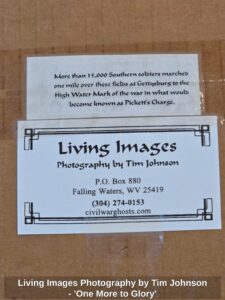 More than 15,000 Southern soldiers marched
one mile over these fields at Gettysburg to the
High Water Mark of the war in what would
become known as Pickett's Charge.
Living Images
Photography by Tim Johnson
P.O. Box 880
Falling Waters, WV 25419
(304) 274-0153
civilwarghosts.com
Living Images Photography by Tim Johnson
- 'One More to Glory'